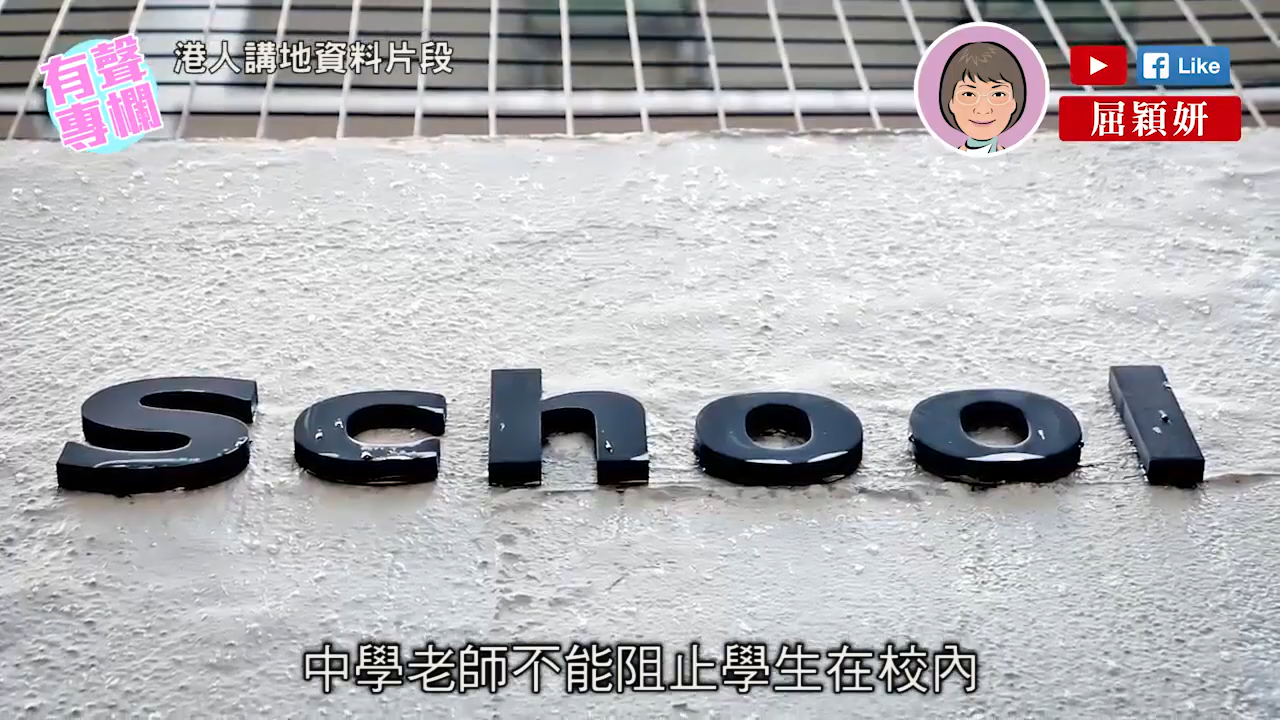 有聲
專欄
港人講地資料片段
Like
屈穎妍
School
中學老師不能阻止學生在校內